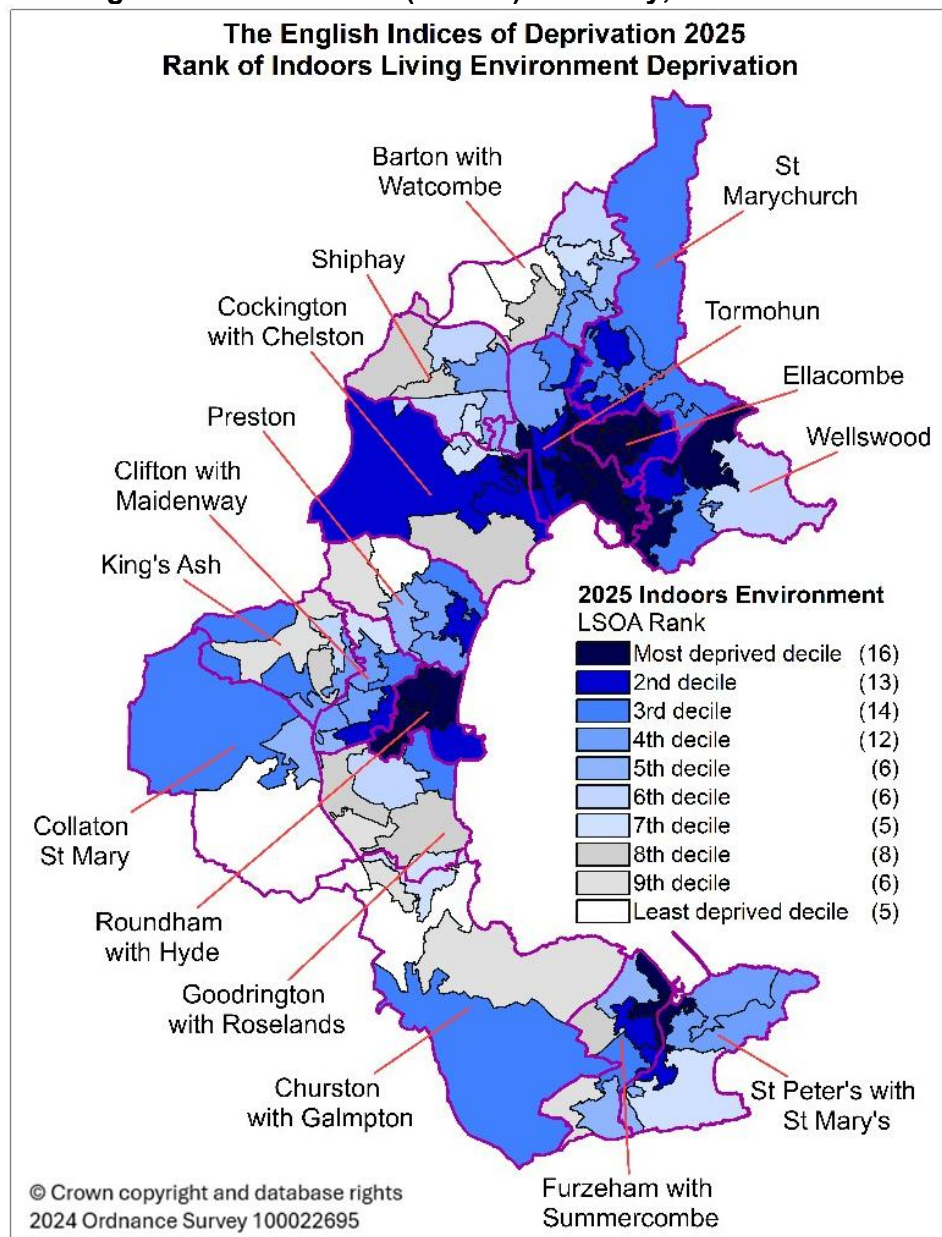 The English Indices of Deprivation 2025
Rank of Indoors Living Environment Deprivation
Barton with
Watcombe
St
Marychurch
Shiphay
Cockington
with Chelston
Tormohun
Ellacombe
Preston
Wellswood
Clifton with
Maidenway
King's Ash
2025 Indoors Environment
LSOA Rank
Most deprived decile (16)
2nd decile (13)
3rd decile (14)
4th decile (12)
5th decile (6)
6th decile (6)
7th decile (5)
8th decile (8)
9th decile (6)
Least deprived decile (5)
Collaton
St Mary
Roundham
with Hyde
Goodrington
with Roselands
Churston
with Galmpton
St Peter's with
St Mary's
Furzeham with
Summercombe
© Crown copyright and database rights
2024 Ordnance Survey 100022695